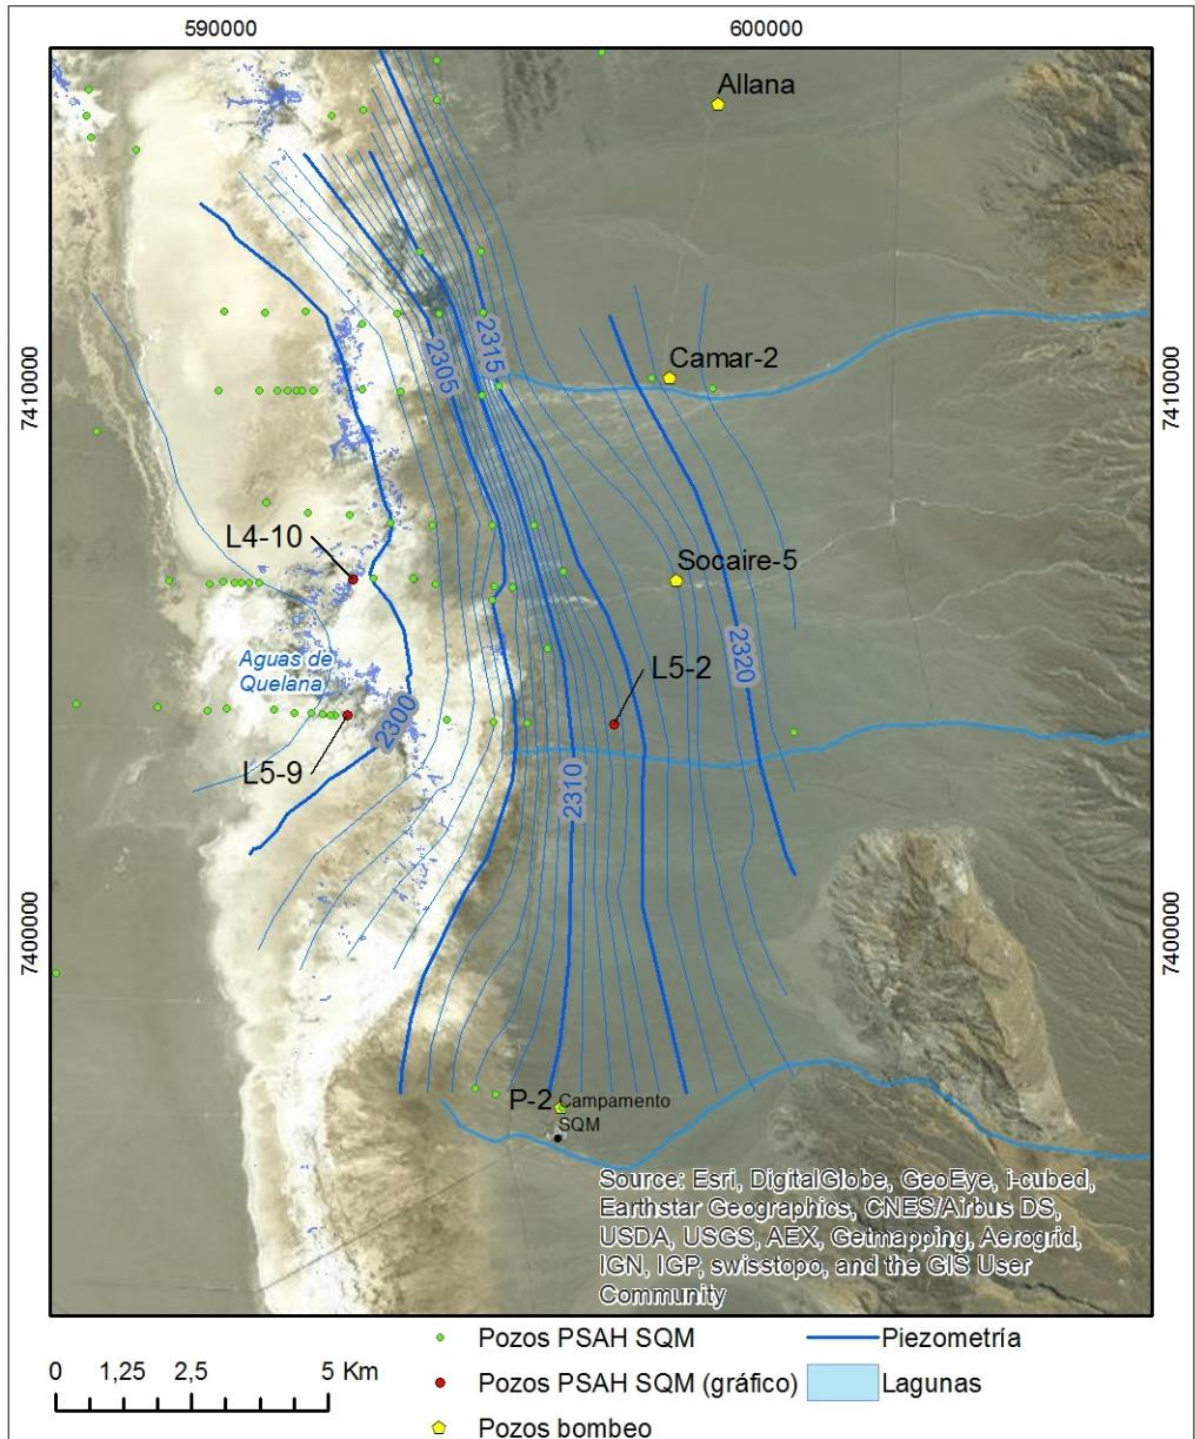 590000
600000
Allana
2315
2305
Camar-2
7410000
7410000
L4-10
Socaire-5
2320
Aguas de
Quelana
L5-2
2300
L5-9
2310
7400000
7400000
P-2
Campamento
SQM
Source: Esri, DigitalGlobe, GeoEye, i-cubed,
Earthstar Geographics, CNES/Airbus DS,
USDA, USGS, AEX, Getmapping, Aerogrid,
IGN, IGP, swisstopo, and the GIS User
Community
0 1,25 2,5 5 Km
Pozos PSAH SQM
Piezometría
Pozos PSAH SQM (gráfico)
Lagunas
Pozos bombeo